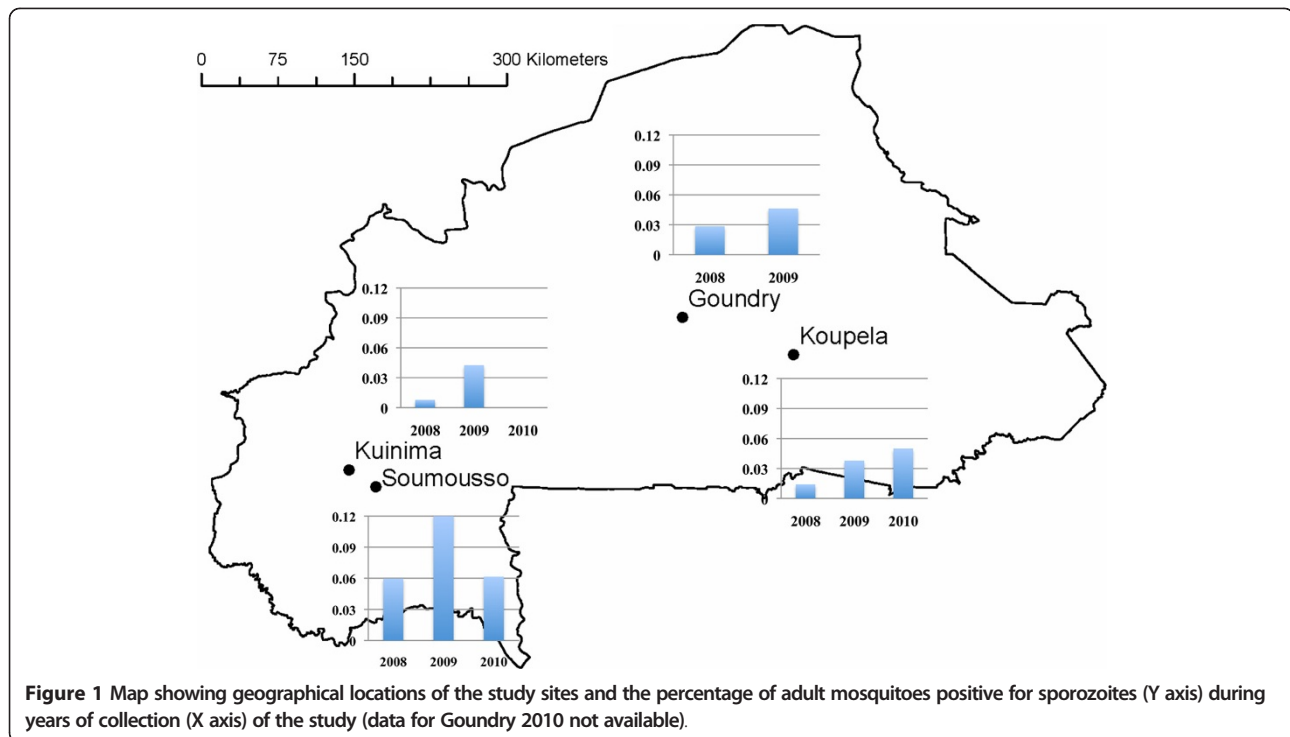 0 75 150 300 Kilometers
0.12
0.09
0.06
0.03
0
2008 2009
Goundry
Koupela
0.12
0.09
0.06
0.03
0
2008 2009 2010
Kuinima
Soumousso
0.12
0.09
0.06
0.03
0
2008 2009 2010
0.12
0.09
0.06
0.03
0
2008 2009 2010
Figure 1 Map showing geographical locations of the study sites and the percentage of adult mosquitoes positive for sporozoites (Y axis) during
years of collection (X axis) of the study (data for Goundry 2010 not available).